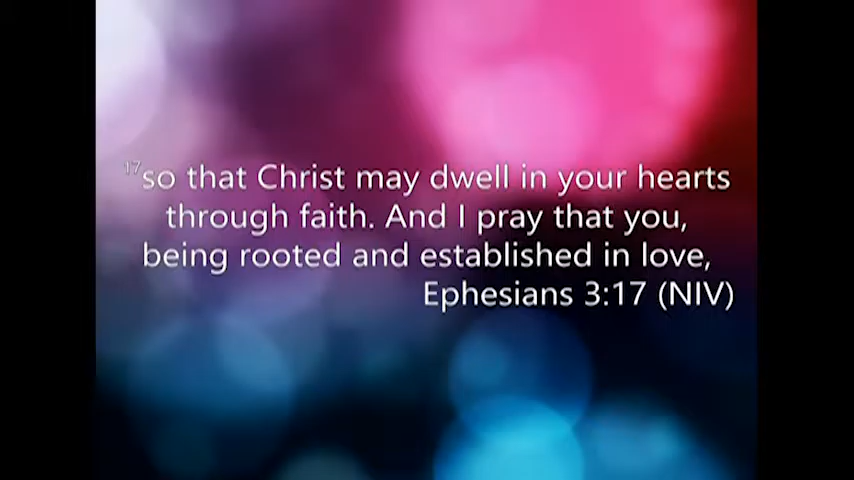 17so that Christ may dwell in your hearts
through faith. And I pray that you,
being rooted and established in love,
Ephesians 3:17 (NIV)